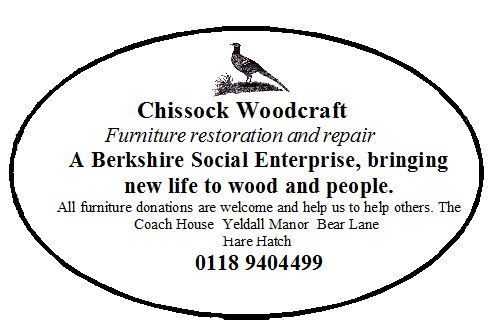 Chissock Woodcraft
Furniture restoration and repair
A Berkshire Social Enterprise, bringing
new life to wood and people.
All furniture donations are welcome and help us to help others. The
Coach House Yeldall Manor Bear Lane
Hare Hatch
0118 9404499